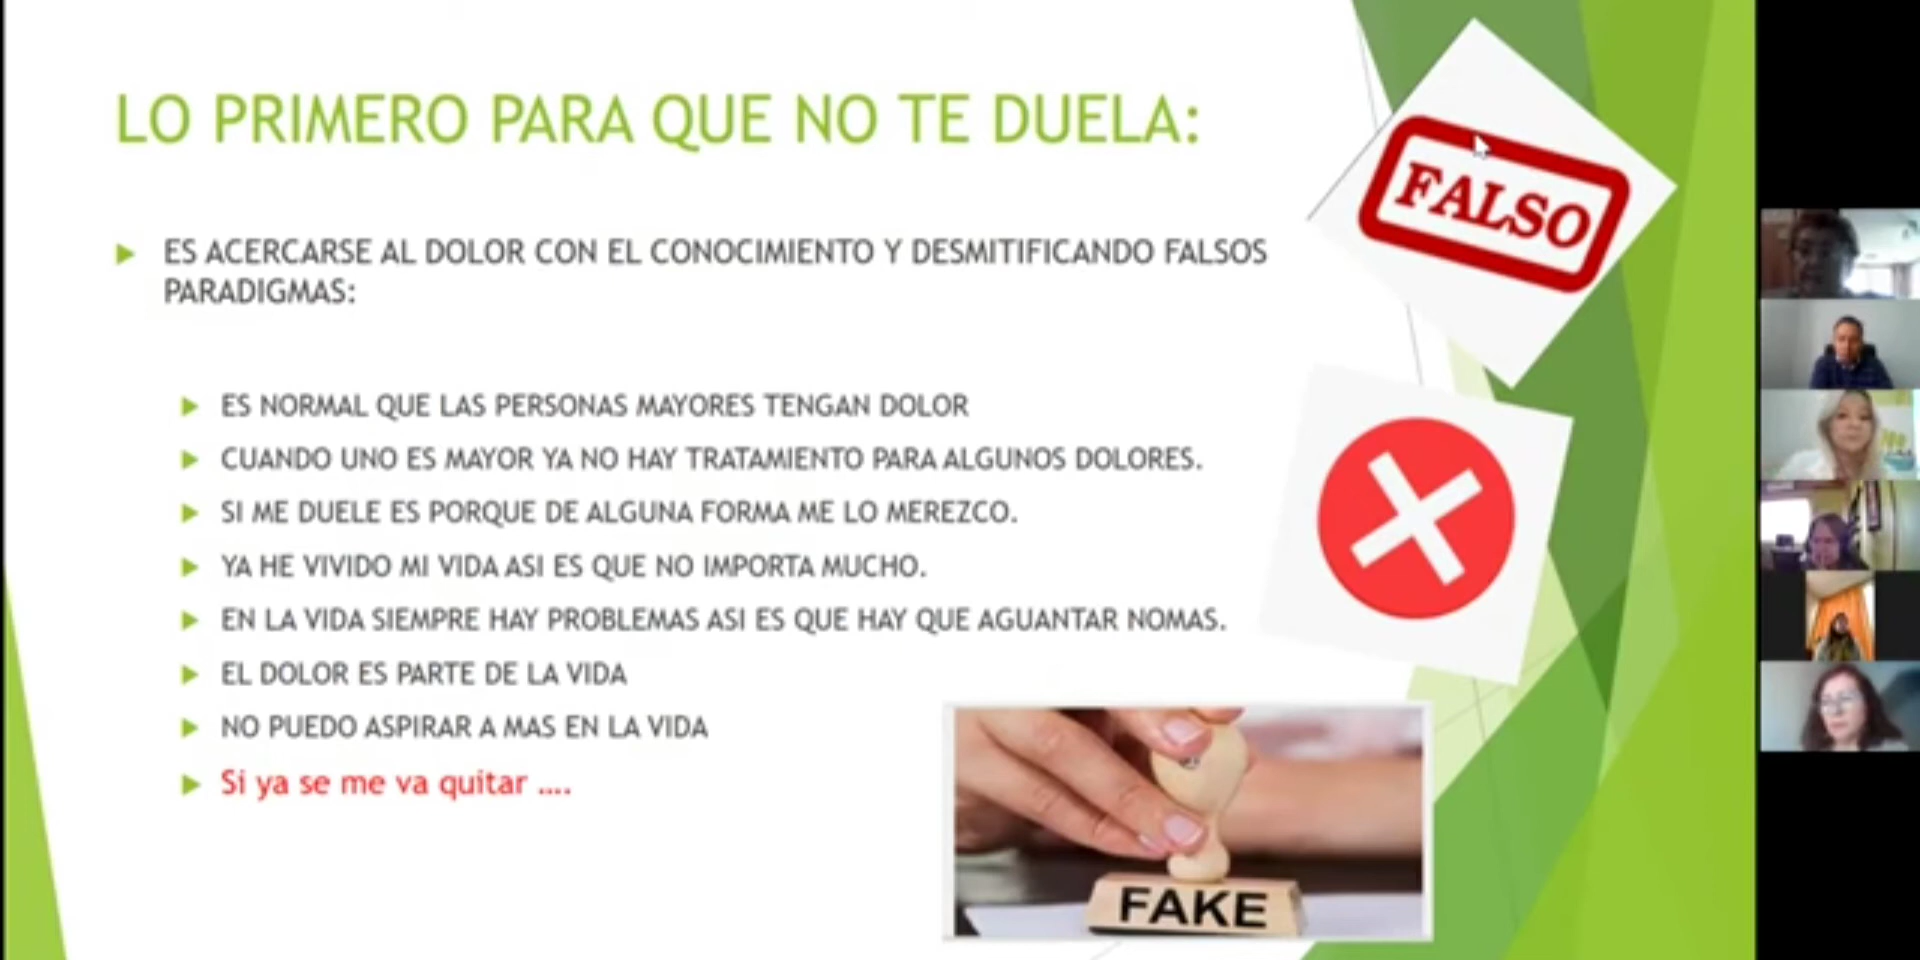 LO PRIMERO PARA QUE NO TE DUELA:
FALSO
ES ACERCARSE AL DOLOR CON EL CONOCIMIENTO Y DESMITIFICANDO FALSOS
PARADIGMAS:
ES NORMAL QUE LAS PERSONAS MAYORES TENGAN DOLOR
CUANDO UNO ES MAYOR YA NO HAY TRATAMIENTO PARA ALGUNOS DOLORES.
SI ME DUELE ES PORQUE DE ALGUNA FORMA ME LO MEREZCO.
YA HE VIVIDO MI VIDA ASI ES QUE NO IMPORTA MUCHO.
EN LA VIDA SIEMPRE HAY PROBLEMAS ASI ES QUE HAY QUE AGUANTAR NOMAS.
EL DOLOR ES PARTE DE LA VIDA
NO PUEDO ASPIRAR A MAS EN LA VIDA
Si ya se me va quitar ....
FAKE